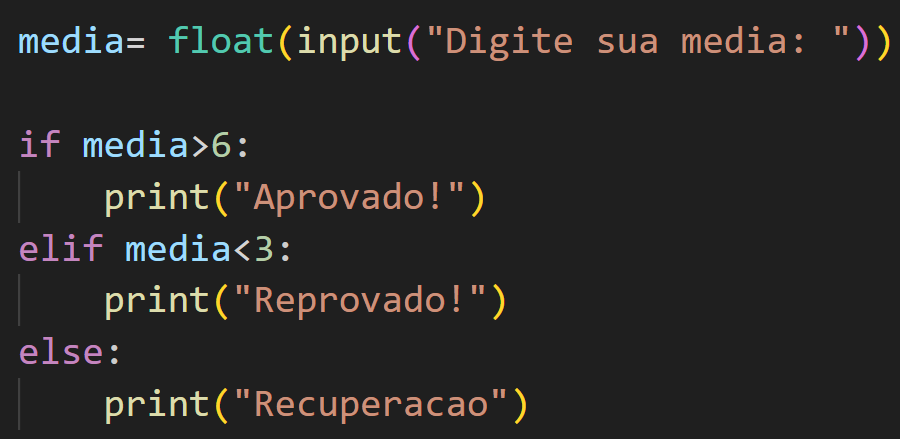 media= float(input("Digite sua media: "))
if media>6:
print("Aprovado!")
elif media<3:
print("Reprovado!")
else:
print("Recuperacao")